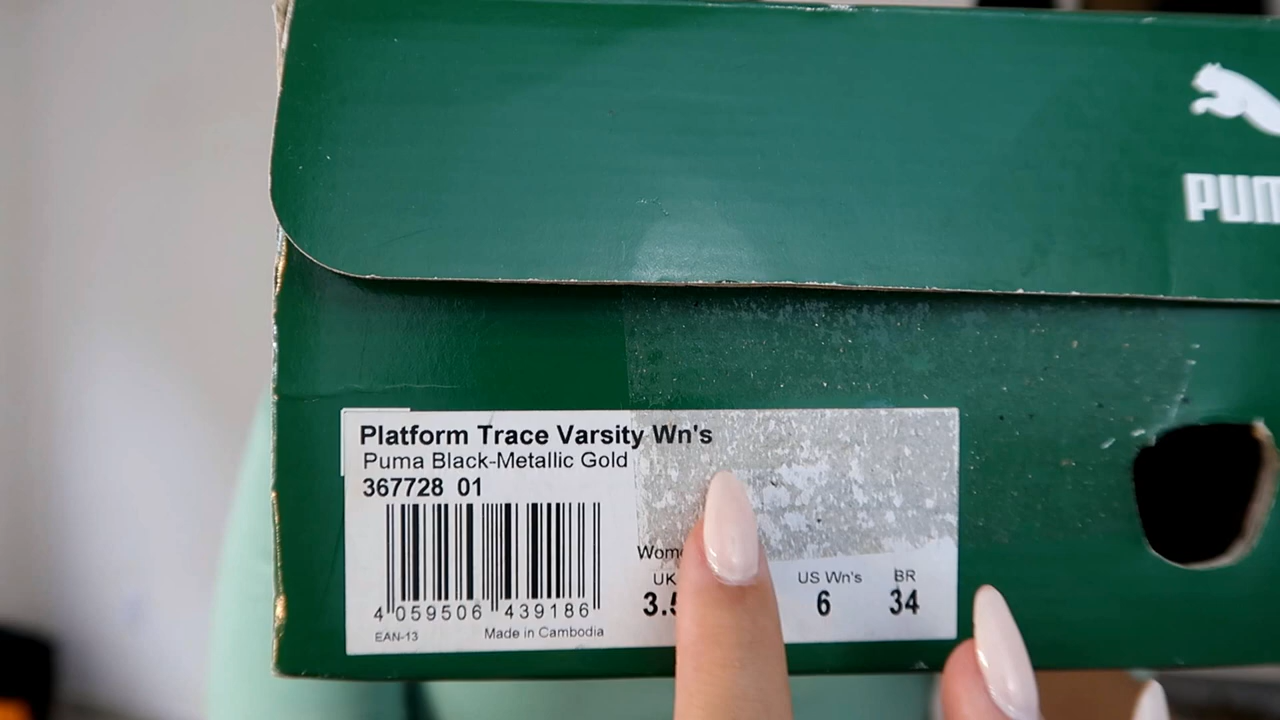 PUM
Platform Trace Varsity Wn's
Puma Black-Metallic Gold
367728 01
4 059506 439186
EAN-13
Made in Cambodia
UK US Wn's BR
3.5 6 34